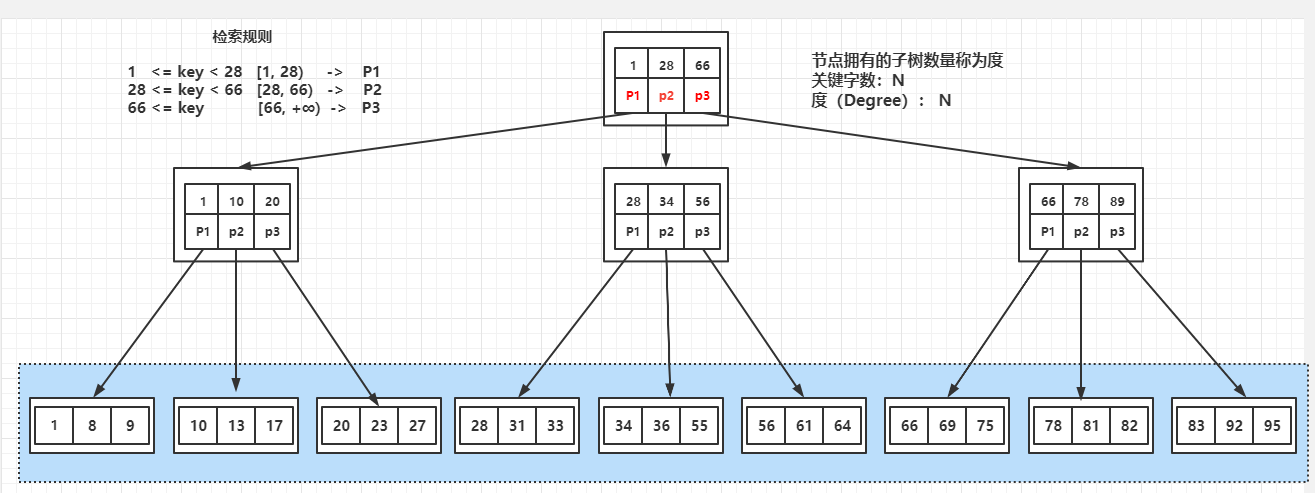 检索规则
1 <= key < 28 [1, 28) -> P1
28 <= key < 66 [28, 66) -> P2
66 <= key [66, +∞) -> P3
节点拥有的子树数量称为度
关键字数：N
度（Degree）： N
1 28 66
P1 p2 p3
1 10 20
P1 p2 p3
28 34 56
P1 p2 p3
66 78 89
P1 p2 p3
1 8 9
10 13 17
20 23 27
28 31 33
34 36 55
56 61 64
66 69 75
78 81 82
83 92 95